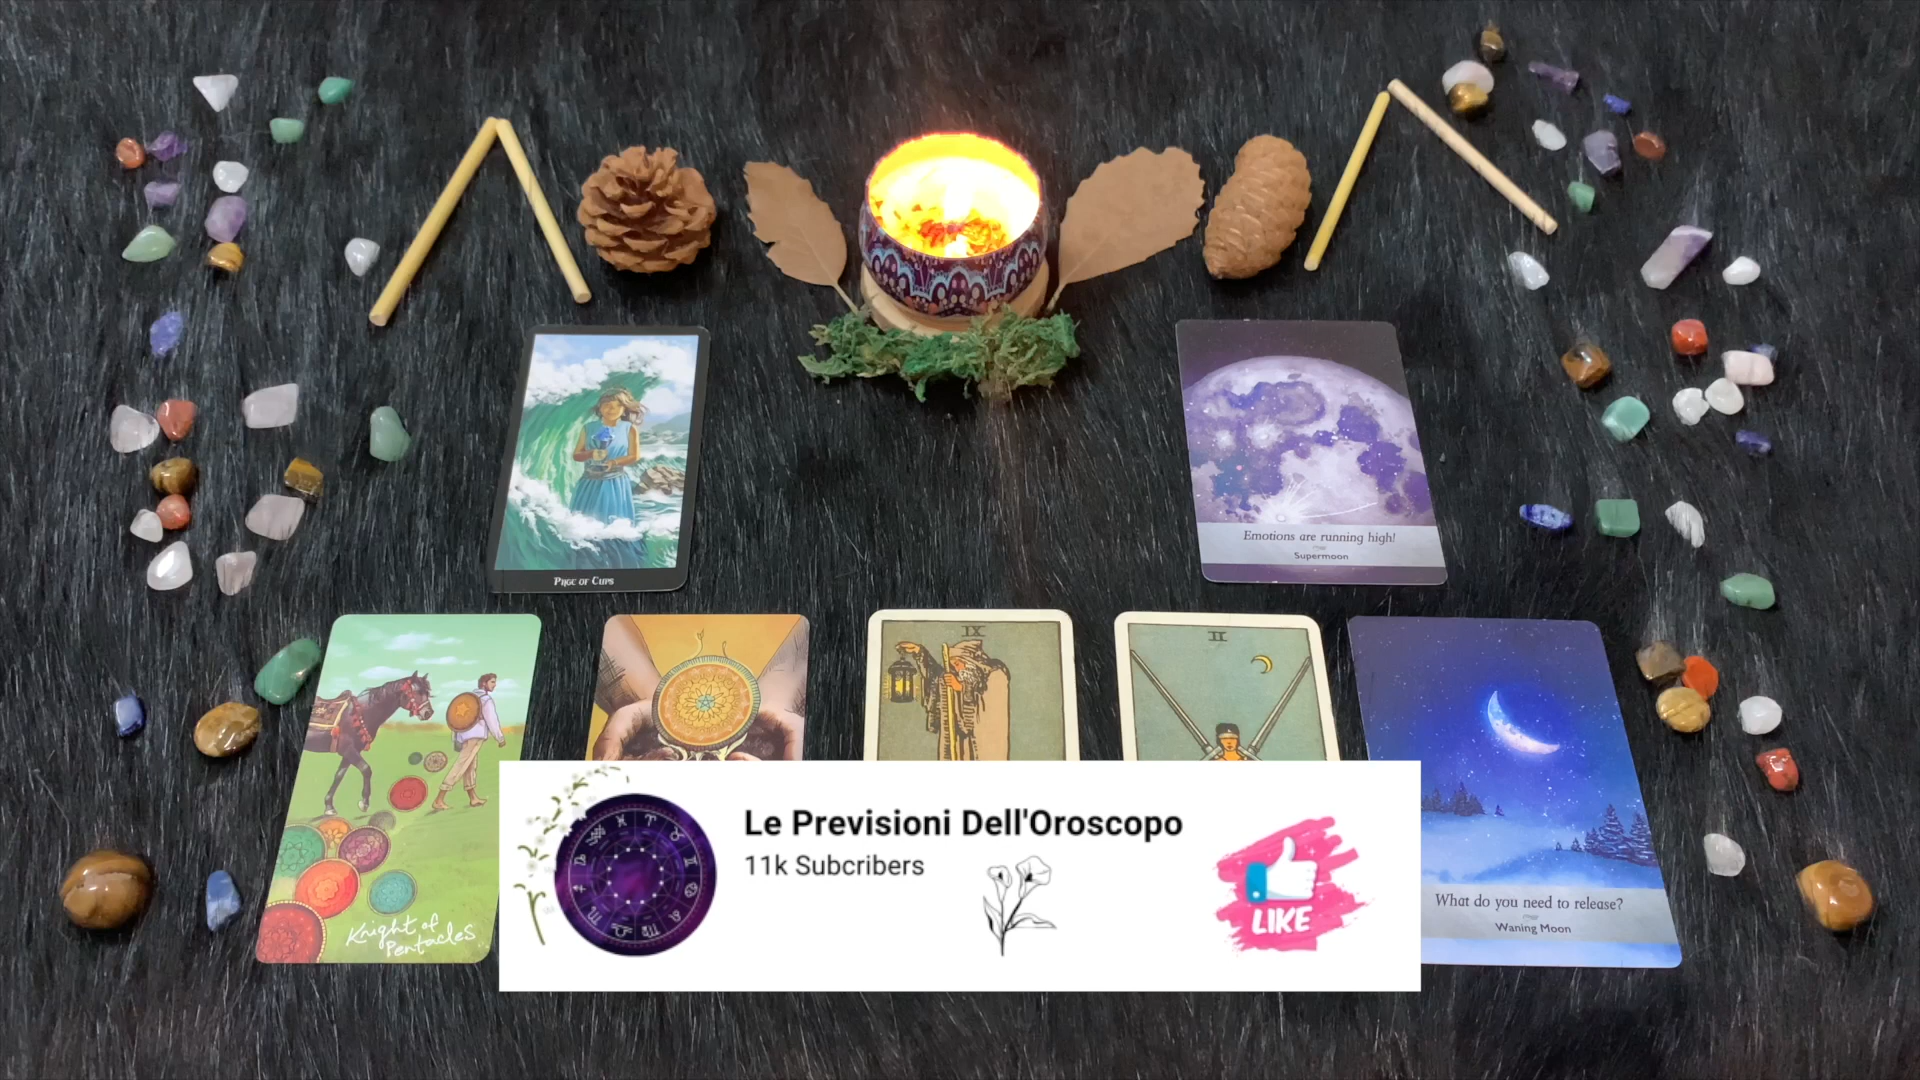 PAGE OF CUPS
Emotions are running high!
Supermoon
IX
II
Knight of
Pentacles
Le Previsioni Dell'Oroscopo
11k Subcribers
LIKE
What do you need to release?
Waning Moon